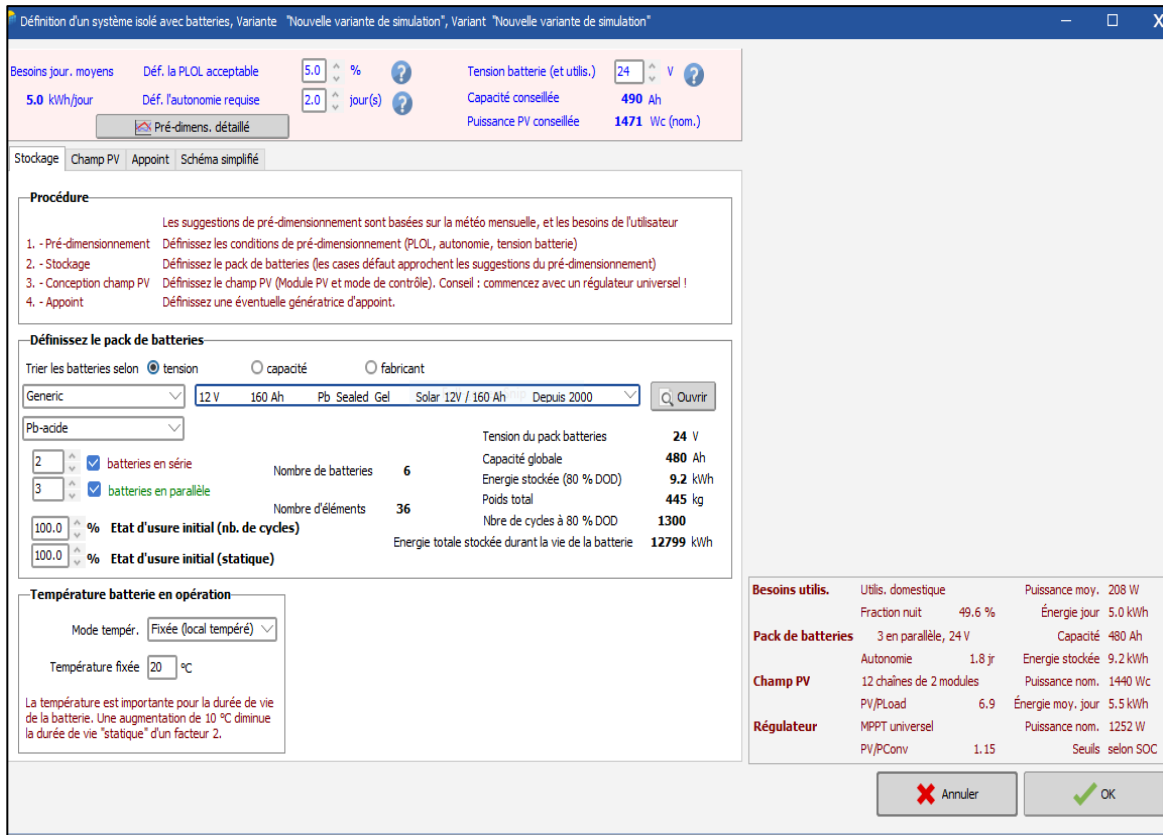 Définition d'un système isolé avec batteries, Variante "Nouvelle variante de simulation", Variant "Nouvelle variante de simulation"
Besoins jour. moyens Déf. la PLOL acceptable 5.0 % ? Tension batterie (et utilis.) 24 V ?
5.0 kWh/jour Déf. l'autonomie requise 2.0 jour(s) ? Capacité conseillée 490 Ah
Pré-dimens. détaillé Puissance PV conseillée 1471 Wc (nom.)
Stockage Champ PV Appoint Schéma simplifié
Procédure
Les suggestions de pré-dimensionnement sont basées sur la météo mensuelle, et les besoins de l'utilisateur
1. - Pré-dimensionnement Définissez les conditions de pré-dimensionnement (PLOL, autonomie, tension batterie)
2. - Stockage Définissez le pack de batteries (les cases défaut approchent les suggestions du pré-dimensionnement)
3. - Conception champ PV Définissez le champ PV (Module PV et mode de contrôle). Conseil : commencez avec un régulateur universel !
4. - Appoint Définissez une éventuelle génératrice d'appoint.
Définissez le pack de batteries
Trier les batteries selon tension capacité fabricant
Generic 12 V 160 Ah Pb Sealed Gel Solar 12V / 160 Ah Depuis 2000 Ouvrir
Pb-acide
Tension du pack batteries 24 V
2 batteries en série Nombre de batteries 6 Capacité globale 480 Ah
Energie stockée (80 % DOD) 9.2 kWh
3 batteries en parallèle Poids total 445 kg
Nombre d'éléments 36
Nbre de cycles à 80 % DOD 1300
100.0 % Etat d'usure initial (nb. de cycles)
Energie totale stockée durant la vie de la batterie 12799 kWh
100.0 % Etat d'usure initial (statique)
Température batterie en opération
Mode tempér. Fixée (local tempéré)
Température fixée 20 °C
La température est importante pour la durée de vie
de la batterie. Une augmentation de 10 °C diminue
la durée de vie "statique" d'un facteur 2.
Besoins utilis. Utilis. domestique Puissance moy. 208 W
Fraction nuit 49.6 % Énergie jour 5.0 kWh
Pack de batteries 3 en parallèle, 24 V Capacité 480 Ah
Autonomie 1.8 jr Energie stockée 9.2 kWh
Champ PV 12 chaînes de 2 modules Puissance nom. 1440 Wc
PV/PLoad 6.9 Énergie moy. jour 5.5 kWh
Régulateur MPPT universel Puissance nom. 1252 W
PV/PConv 1.15 Seuils selon SOC
Annuler OK